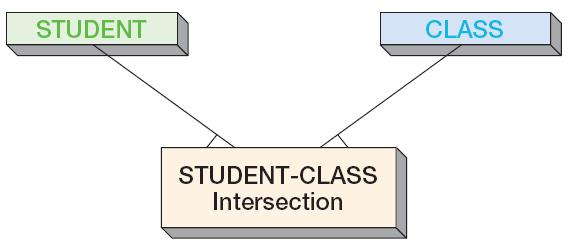 STUDENT
CLASS
STUDENT-CLASS
Intersection